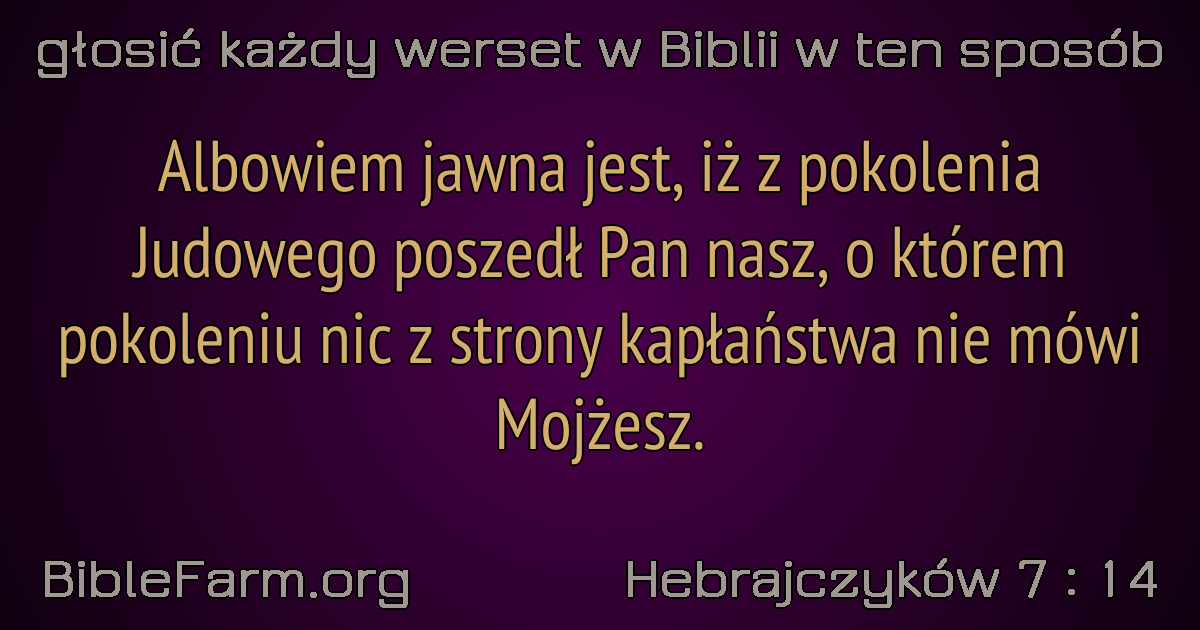 głosić każdy werset w Biblii w ten sposób
Albowiem jawna jest, iż z pokolenia
Judowego poszedł Pan nasz, o którem
pokoleniu nic z strony kapłaństwa nie mówi
Mojżesz.
BibleFarm.org
Hebrajczyków 7 : 14